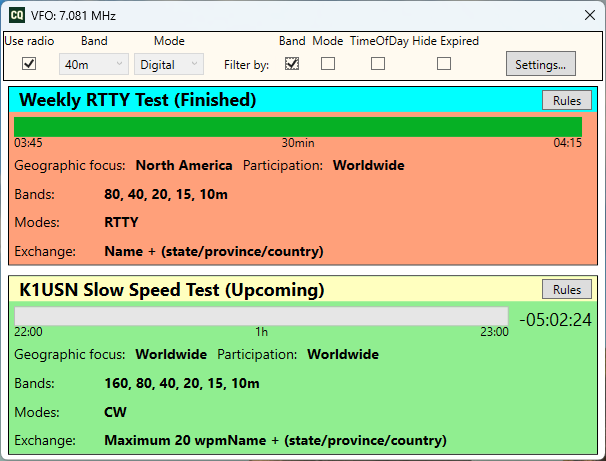 CQ VFO: 7.081 MHz
Use radio Band Mode Band Mode TimeOfDay Hide Expired
40m Digital Filter by: Settings...
Weekly RTTY Test (Finished) Rules
03:45 30min 04:15
Geographic focus: North America Participation: Worldwide
Bands: 80, 40, 20, 15, 10m
Modes: RTTY
Exchange: Name + (state/province/country)
K1USN Slow Speed Test (Upcoming) Rules
-05:02:24
22:00 1h 23:00
Geographic focus: Worldwide Participation: Worldwide
Bands: 160, 80, 40, 20, 15, 10m
Modes: CW
Exchange: Maximum 20 wpmName + (state/province/country)